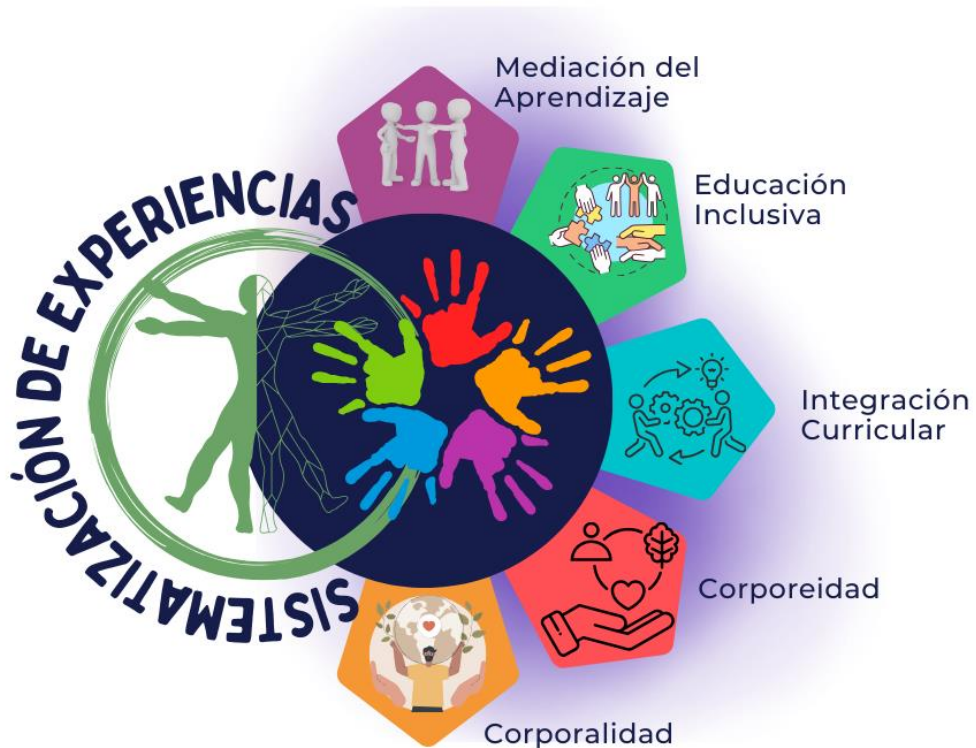 SISTEMATIZACIÓN DE EXPERIENCIAS
Mediación del
Aprendizaje
Educación
Inclusiva
Integración
Curricular
Corporeidad
Corporalidad